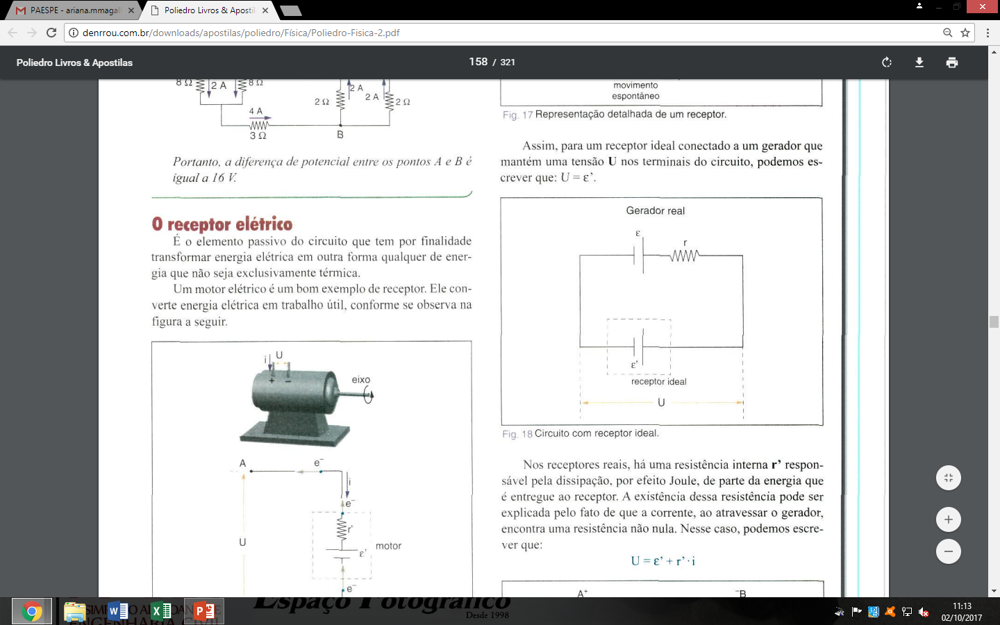 PAESPE - ariana.mmagal
Poliedro Livros & Aposti
denrrou.com.br/downloads/apostilas/poliedro/Física/Poliedro-Fisica-2.pdf
Poliedro Livros & Apostilas
158 / 321
8 Ω
2 A
8 Ω
4 A
3 Ω
2 Ω
2 A
2 A
2 Ω
B
Portanto, a diferença de potencial entre os pontos A e B é
igual a 16 V.
O receptor elétrico
É o elemento passivo do circuito que tem por finalidade
transformar energia elétrica em outra forma qualquer de ener-
gia que não seja exclusivamente térmica.
Um motor elétrico é um bom exemplo de receptor. Ele con-
verte energia elétrica em trabalho útil, conforme se observa na
figura a seguir.
i
U
+
–
eixo
A
e⁻
i
e⁻
r'
U
ε'
motor
e⁻
movimento
espontâneo
Fig. 17 Representação detalhada de um receptor.
Assim, para um receptor ideal conectado a um gerador que
mantém uma tensão U nos terminais do circuito, podemos es-
crever que: U = ε'.
Gerador real
ε
r
ε'
receptor ideal
U
Fig. 18 Circuito com receptor ideal.
Nos receptores reais, há uma resistência interna r' respon-
sável pela dissipação, por efeito Joule, de parte da energia que
é entregue ao receptor. A existência dessa resistência pode ser
explicada pelo fato de que a corrente, ao atravessar o gerador,
encontra uma resistência não nula. Nesse caso, podemos escre-
ver que:
U = ε' + r' · i
A⁺
⁻B
Espaço Fotográfico
Desde 1998
11:13
02/10/2017